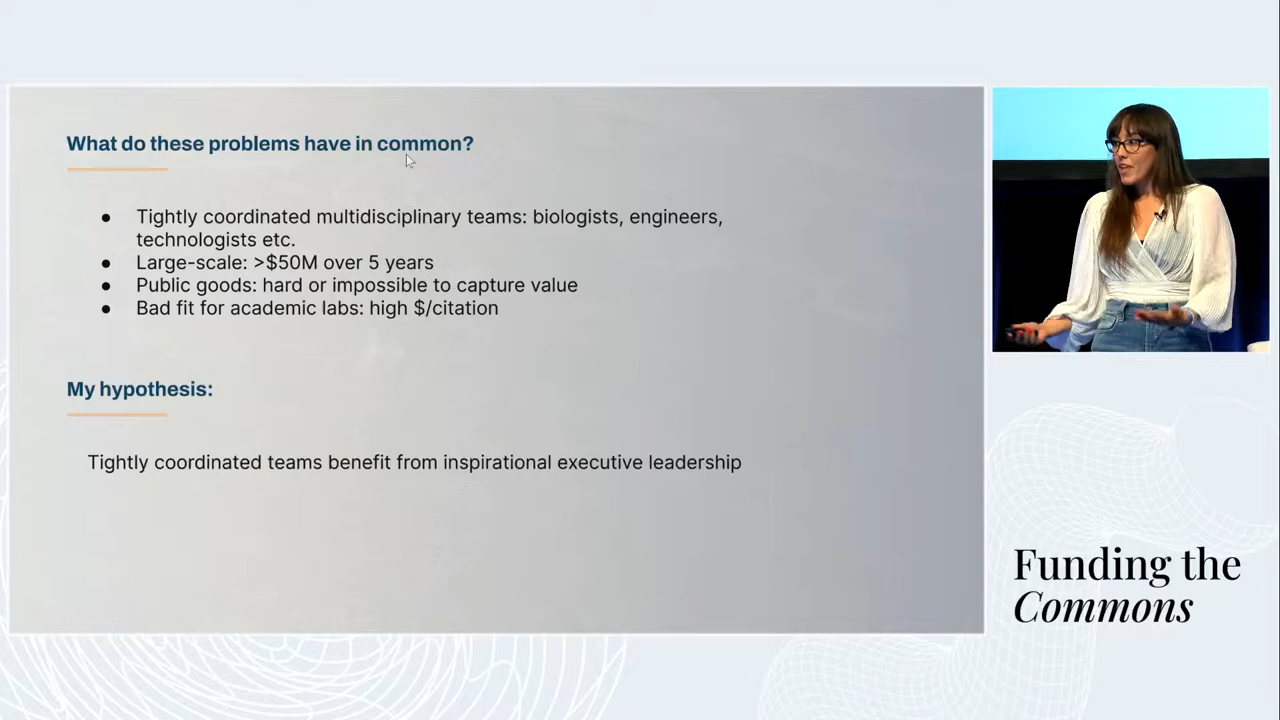 What do these problems have in common?
● Tightly coordinated multidisciplinary teams: biologists, engineers,
technologists etc.
● Large-scale: >$50M over 5 years
● Public goods: hard or impossible to capture value
● Bad fit for academic labs: high $/citation
My hypothesis:
Tightly coordinated teams benefit from inspirational executive leadership
Funding the
Commons